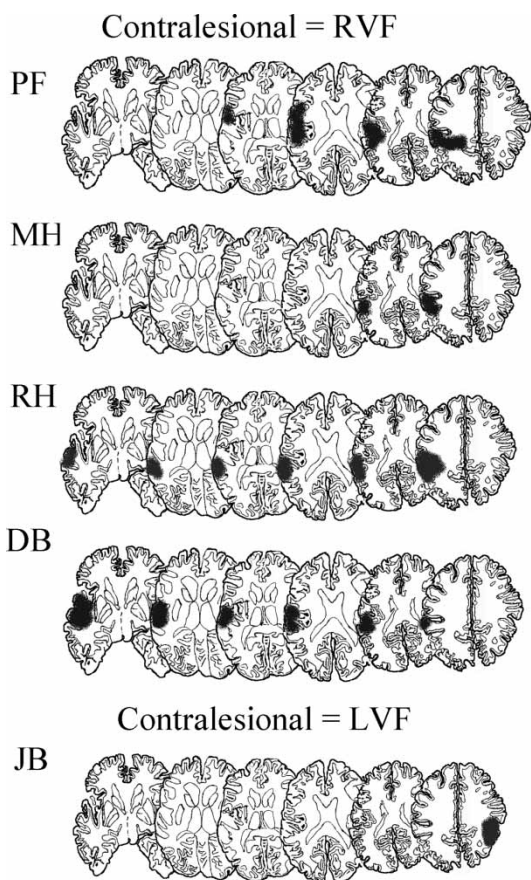 Contralesional = RVF
PF
MH
RH
DB
Contralesional = LVF
JB